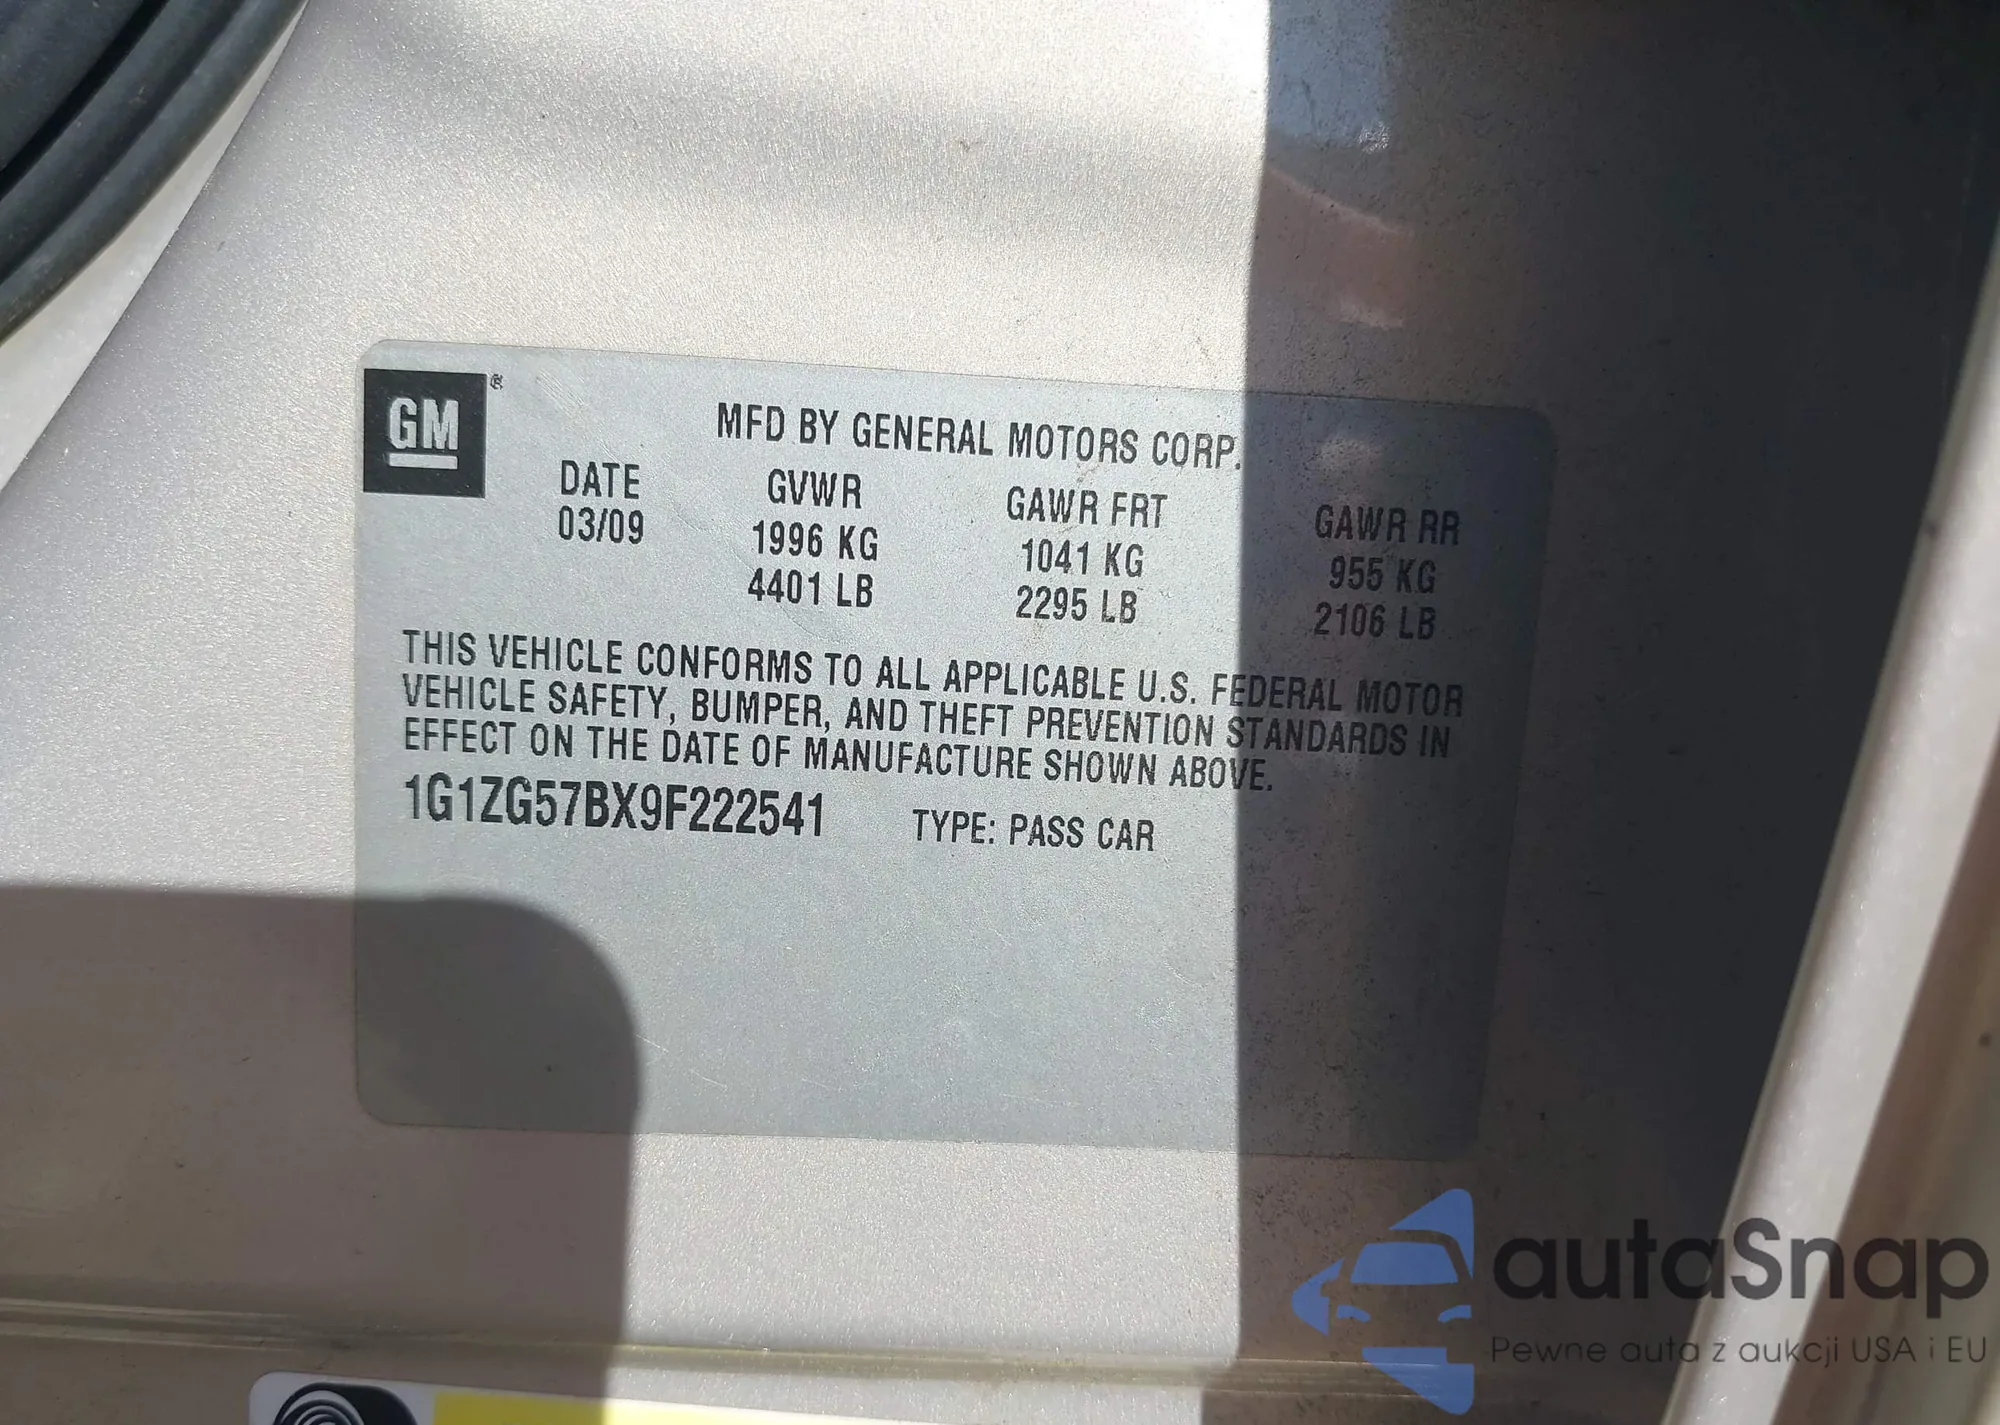 GM ®
MFD BY GENERAL MOTORS CORP.
DATE GVWR GAWR FRT GAWR RR
03/09 1996 KG 1041 KG 955 KG
4401 LB 2295 LB 2106 LB
THIS VEHICLE CONFORMS TO ALL APPLICABLE U.S. FEDERAL MOTOR
VEHICLE SAFETY, BUMPER, AND THEFT PREVENTION STANDARDS IN
EFFECT ON THE DATE OF MANUFACTURE SHOWN ABOVE.
1G1ZG57BX9F222541 TYPE: PASS CAR
autaSnap
Pewne auta z aukcji USA i EU